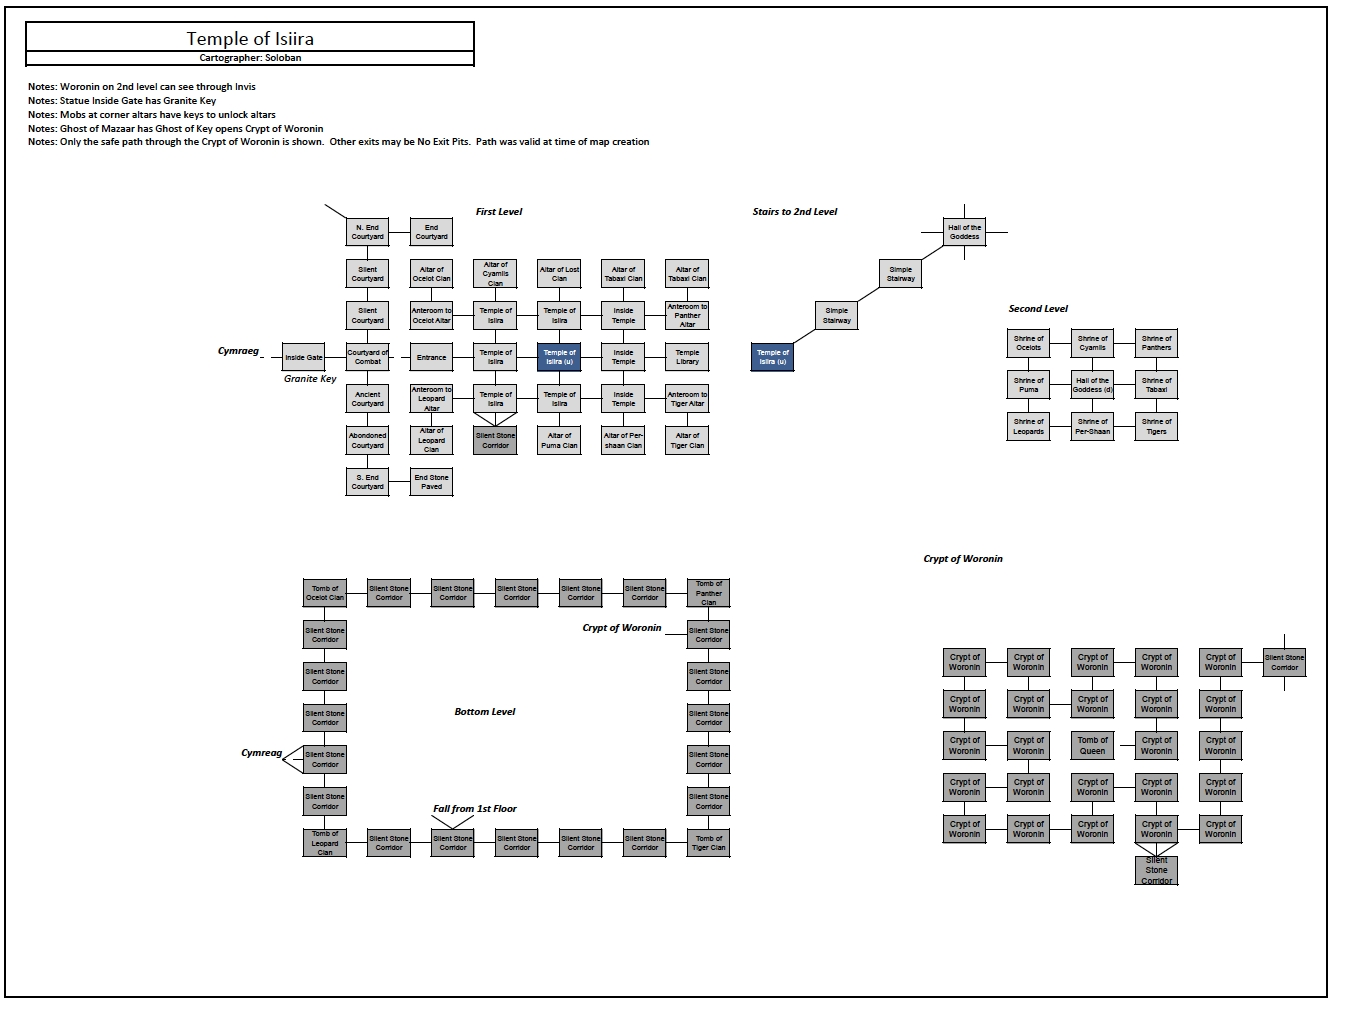 Temple of Isiira
Cartographer: Soloban
Notes: Woronin on 2nd level can see through Invis
Notes: Statue Inside Gate has Granite Key
Notes: Mobs at corner altars have keys to unlock altars
Notes: Ghost of Mazaar has Ghost of Key opens Crypt of Woronin
Notes: Only the safe path through the Crypt of Woronin is shown.  Other exits may be No Exit Pits.  Path was valid at time of map creation
First Level
N. End
Courtyard
End
Courtyard
Silent
Courtyard
Altar of
Ocelot Clan
Altar of
Cyamlis
Clan
Altar of Lost
Clan
Altar of
Tabaxi Clan
Altar of
Tabaxi Clan
Silent
Courtyard
Anteroom to
Ocelot Altar
Temple of
Isiira
Temple of
Isiira
Inside
Temple
Anteroom to
Panther
Altar
Cymraeg
Inside Gate
Courtyard of
Combat
Entrance
Temple of
Isiira
Temple of
Isiira (u)
Inside
Temple
Temple
Library
Granite Key
Ancient
Courtyard
Anteroom to
Leopard
Altar
Temple of
Isiira
Temple of
Isiira
Inside
Temple
Anteroom to
Tiger Altar
Abondoned
Courtyard
Altar of
Leopard
Clan
Silent Stone
Corridor
Altar of
Puma Clan
Altar of Per-
shaan Clan
Altar of
Tiger Clan
S. End
Courtyard
End Stone
Paved
Stairs to 2nd Level
Hall of the
Goddess
Simple
Stairway
Simple
Stairway
Temple of
Isiira (u)
Second Level
Shrine of
Ocelots
Shrine of
Cyamlis
Shrine of
Panthers
Shrine of
Puma
Hall of the
Goddess (d)
Shrine of
Tabaxi
Shrine of
Leopards
Shrine of
Per-Shaan
Shrine of
Tigers
Tomb of
Ocelot Clan
Silent Stone
Corridor
Silent Stone
Corridor
Silent Stone
Corridor
Silent Stone
Corridor
Silent Stone
Corridor
Tomb of
Panther
Clan
Silent Stone
Corridor
Crypt of Woronin
Silent Stone
Corridor
Silent Stone
Corridor
Silent Stone
Corridor
Silent Stone
Corridor
Bottom Level
Silent Stone
Corridor
Cymreag
Silent Stone
Corridor
Silent Stone
Corridor
Silent Stone
Corridor
Fall from 1st Floor
Silent Stone
Corridor
Tomb of
Leopard
Clan
Silent Stone
Corridor
Silent Stone
Corridor
Silent Stone
Corridor
Silent Stone
Corridor
Silent Stone
Corridor
Tomb of
Tiger Clan
Crypt of Woronin
Crypt of
Woronin
Crypt of
Woronin
Crypt of
Woronin
Crypt of
Woronin
Crypt of
Woronin
Silent Stone
Corridor
Crypt of
Woronin
Crypt of
Woronin
Crypt of
Woronin
Crypt of
Woronin
Crypt of
Woronin
Crypt of
Woronin
Crypt of
Woronin
Tomb of
Queen
Crypt of
Woronin
Crypt of
Woronin
Crypt of
Woronin
Crypt of
Woronin
Crypt of
Woronin
Crypt of
Woronin
Crypt of
Woronin
Crypt of
Woronin
Crypt of
Woronin
Crypt of
Woronin
Crypt of
Woronin
Crypt of
Woronin
Silent
Stone
Corridor